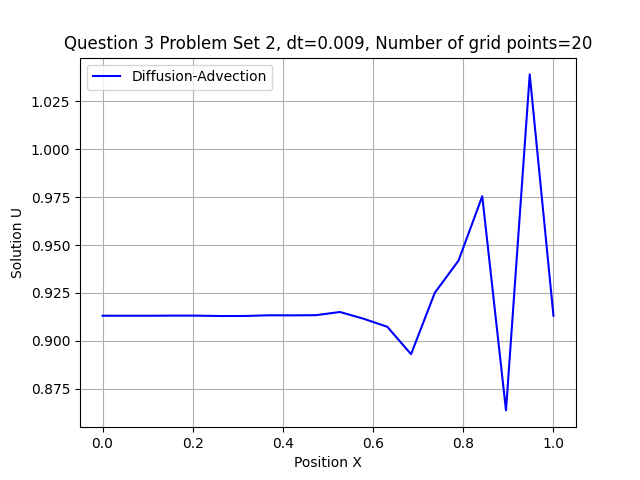 Question 3 Problem Set 2, dt=0.009, Number of grid points=20
Diffusion-Advection
1.025
1.000
0.975
0.950
0.925
0.900
0.875
Solution U
0.0 0.2 0.4 0.6 0.8 1.0
Position X